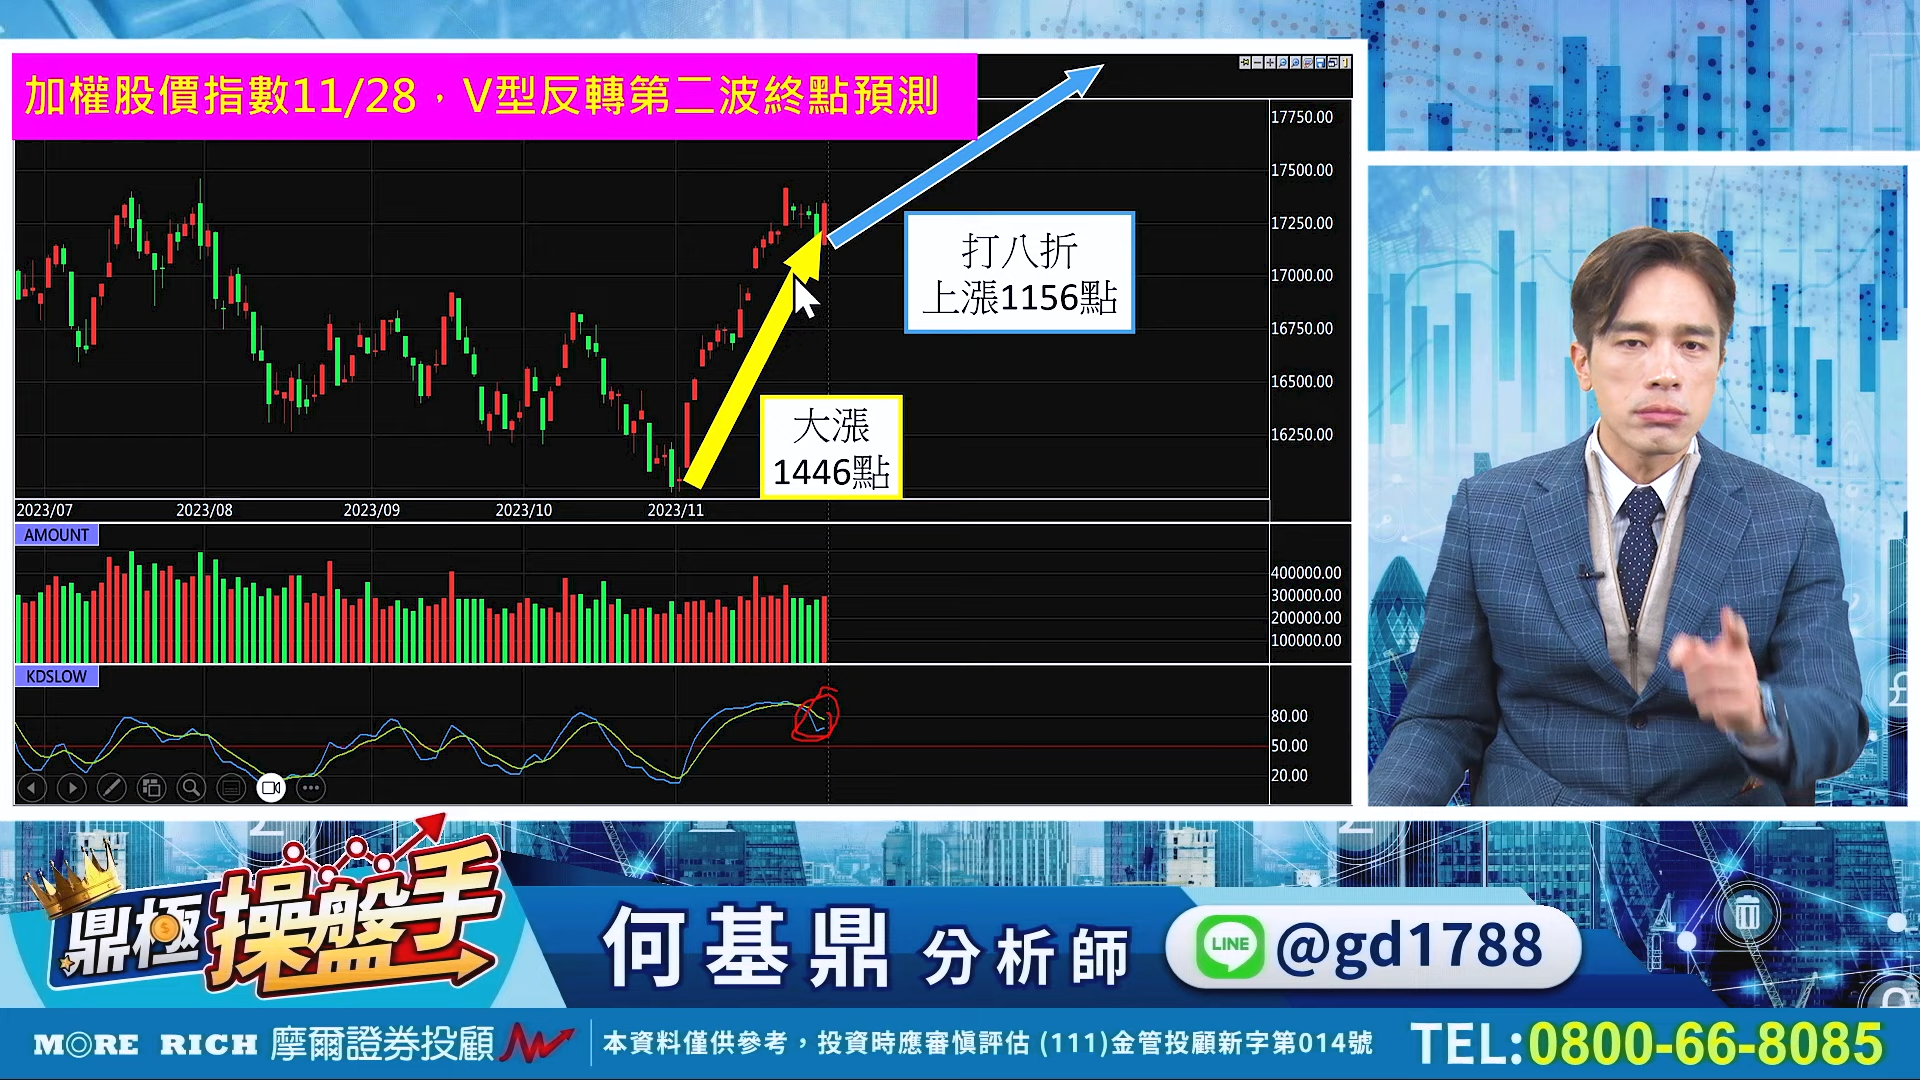 加權股價指數11/28，V型反轉第二波終點預測
17750.00
17500.00
17250.00
17000.00
16750.00
16500.00
16250.00
打八折
上漲1156點
大漲
1446點
2023/07
2023/08
2023/09
2023/10
2023/11
AMOUNT
400000.00
300000.00
200000.00
100000.00
KDSLOW
80.00
50.00
20.00
鼎極操盤手
何基鼎 分析師
LINE @gd1788
MORE RICH 摩爾證券投顧
本資料僅供參考，投資時應審慎評估 (111)金管投顧新字第014號
TEL:0800-66-8085